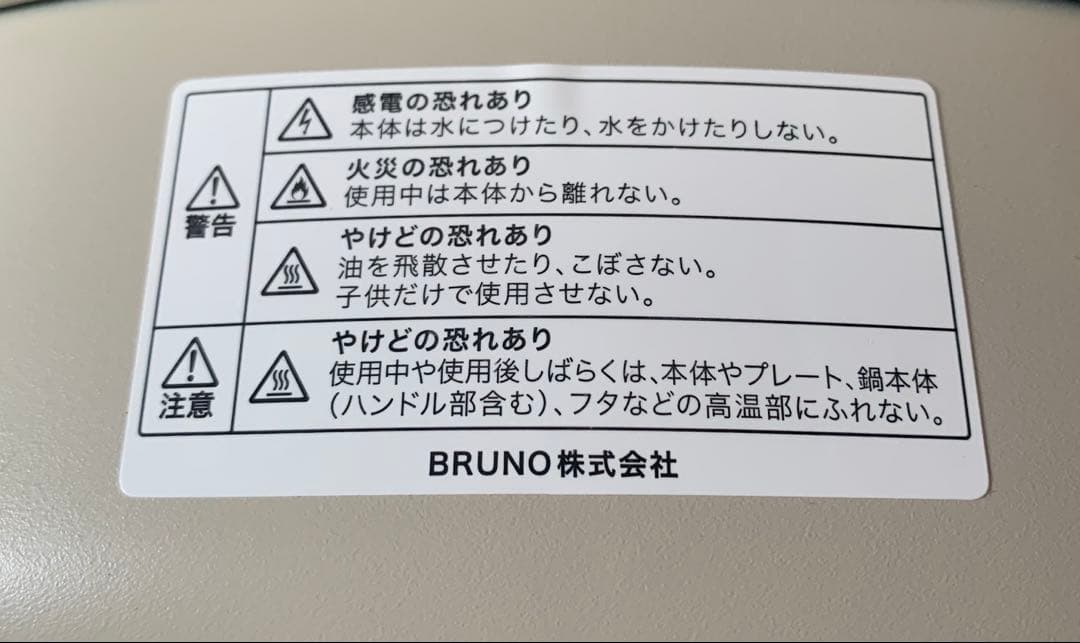 警告
感電の恐れあり
本体は水につけたり、水をかけたりしない。
火災の恐れあり
使用中は本体から離れない。
やけどの恐れあり
油を飛散させたり、こぼさない。
子供だけで使用させない。
注意
やけどの恐れあり
使用中や使用後しばらくは、本体やプレート、鍋本体
(ハンドル部含む)、フタなどの高温部にふれない。
BRUNO株式会社